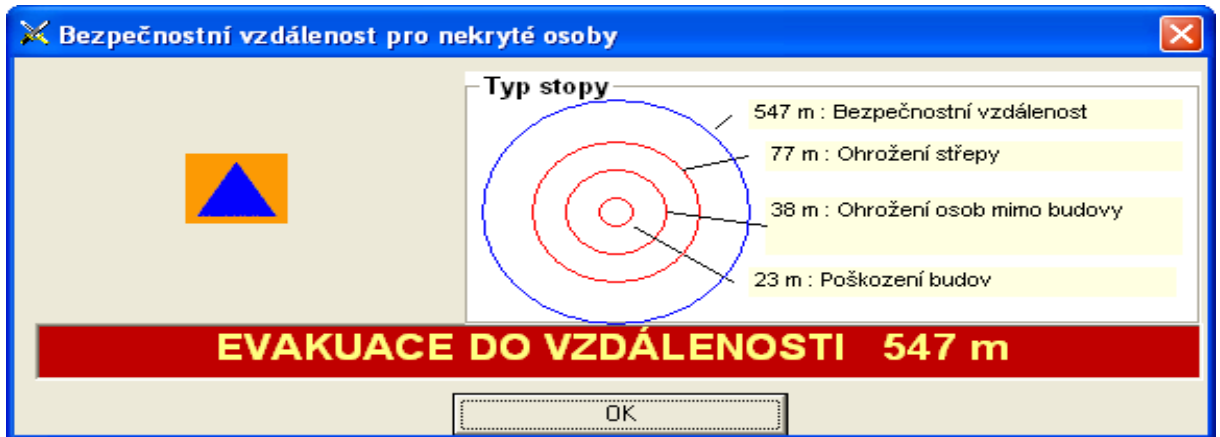 Bezpečnostní vzdálenost pro nekryté osoby
Typ stopy
547 m : Bezpečnostní vzdálenost
77 m : Ohrožení střepy
38 m : Ohrožení osob mimo budovy
23 m : Poškození budov
EVAKUACE DO VZDÁLENOSTI 547 m
OK